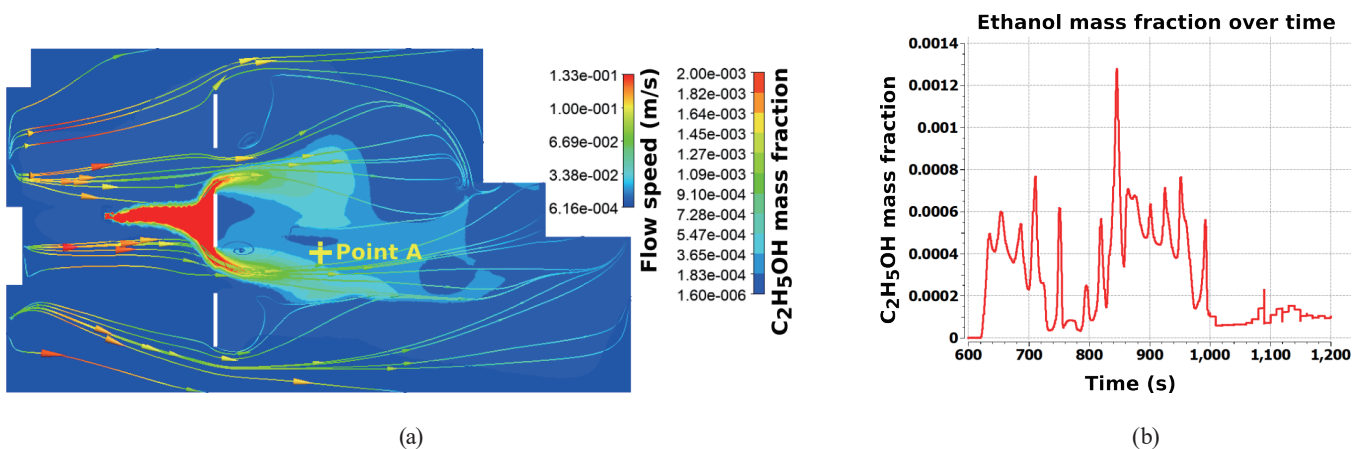 1.33e-001
1.00e-001
6.69e-002
3.38e-002
6.16e-004
Flow speed (m/s)
2.00e-003
1.82e-003
1.64e-003
1.45e-003
1.27e-003
1.09e-003
9.10e-004
7.28e-004
5.47e-004
3.65e-004
1.83e-004
1.60e-006
C₂H₅OH mass fraction
Point A
(a)
Ethanol mass fraction over time
C₂H₅OH mass fraction
0.0014
0.0012
0.001
0.0008
0.0006
0.0004
0.0002
0
600 700 800 900 1,000 1,100 1,200
Time (s)
(b)